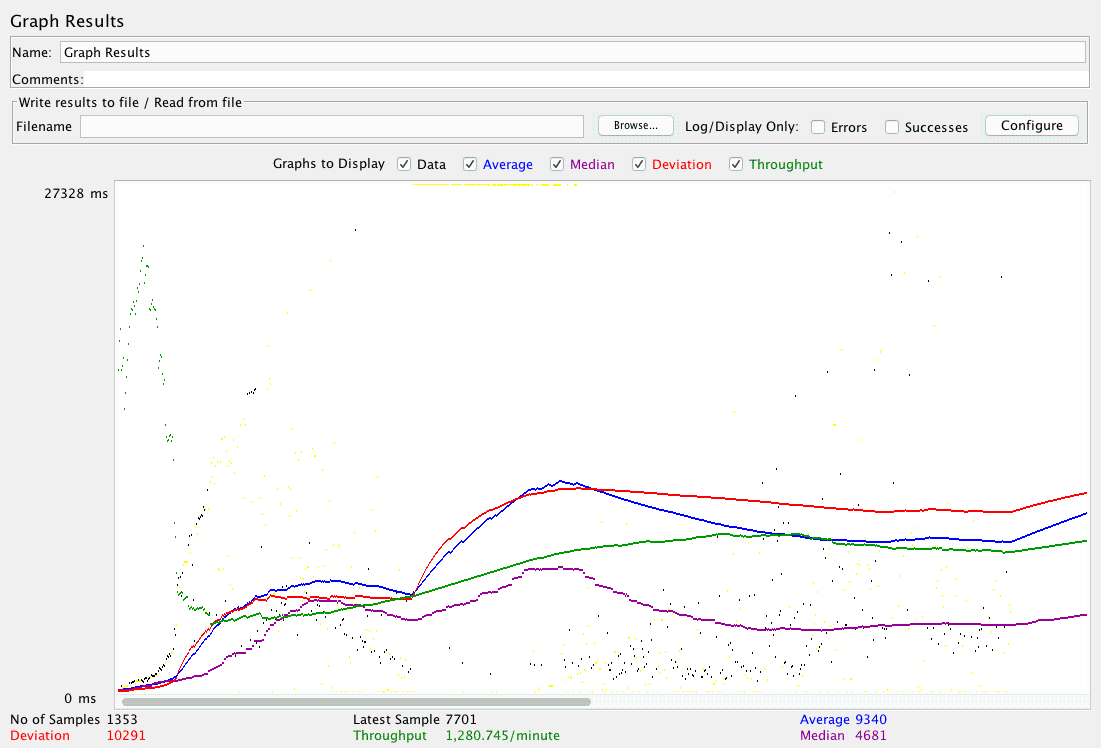 Graph Results
Name: Graph Results
Comments:
Write results to file / Read from file
Filename Browse... Log/Display Only: Errors Successes Configure
Graphs to Display Data Average Median Deviation Throughput
27328 ms
0 ms
No of Samples 1353 Latest Sample 7701 Average 9340
Deviation 10291 Throughput 1,280.745/minute Median 4681